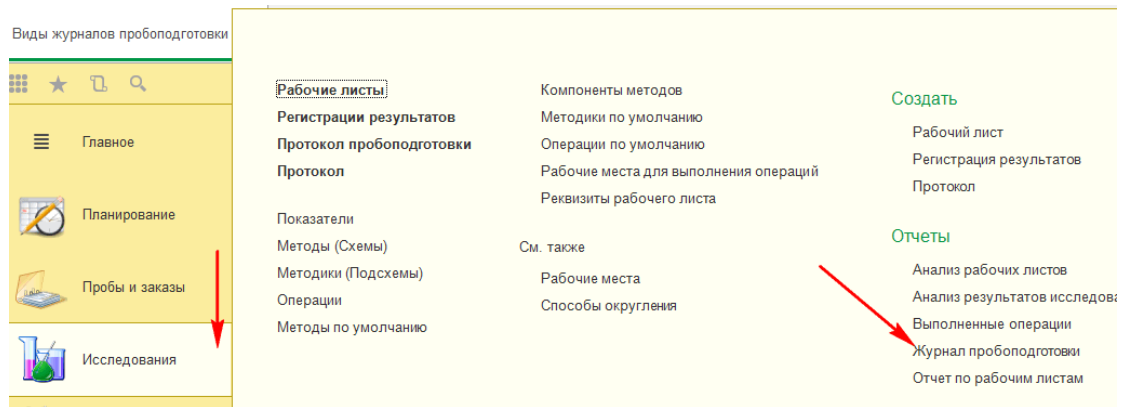 Виды журналов пробоподготовки
Главное
Планирование
Пробы и заказы
Исследования
Рабочие листы
Регистрации результатов
Протокол пробоподготовки
Протокол
Показатели
Методы (Схемы)
Методики (Подсхемы)
Операции
Методы по умолчанию
Компоненты методов
Методики по умолчанию
Операции по умолчанию
Рабочие места для выполнения операций
Реквизиты рабочего листа
См. также
Рабочие места
Способы округления
Создать
Рабочий лист
Регистрация результатов
Протокол
Отчеты
Анализ рабочих листов
Анализ результатов исследова
Выполненные операции
Журнал пробоподготовки
Отчет по рабочим листам